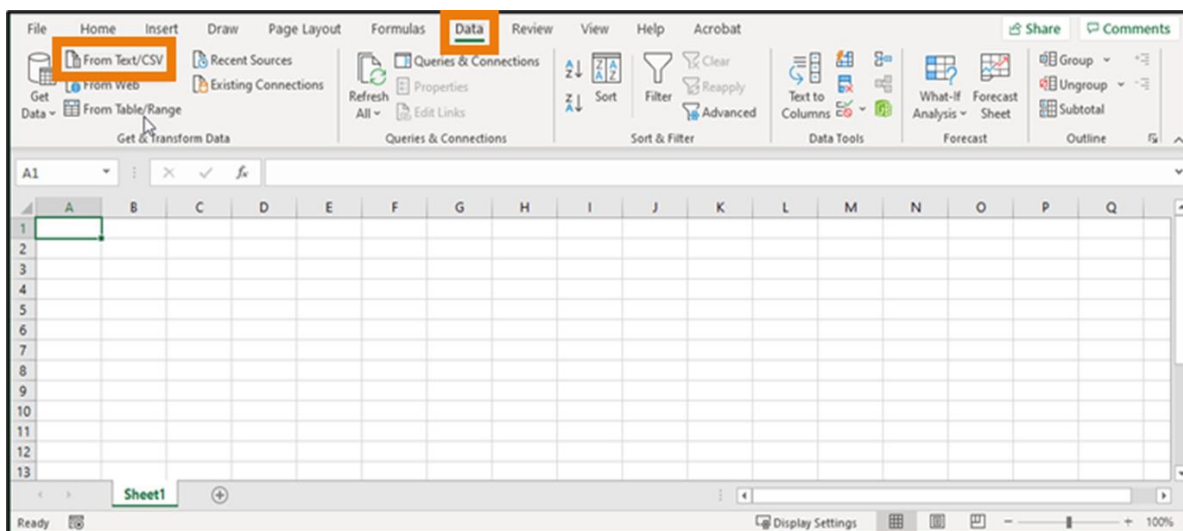 File Home Insert Draw Page Layout Formulas Data Review View Help Acrobat Share Comments
From Text/CSV Recent Sources Queries & Connections Clear Group
Get Data From Web Existing Connections Refresh All Properties Sort Filter Reapply Text to Columns What-If Analysis Forecast Sheet Ungroup
From Table/Range Edit Links Advanced Subtotal
Get & Transform Data Queries & Connections Sort & Filter Data Tools Forecast Outline
A1 fx
A B C D E F G H I J K L M N O P Q
1
2
3
4
5
6
7
8
9
10
11
12
13
Sheet1
Ready Display Settings 100%